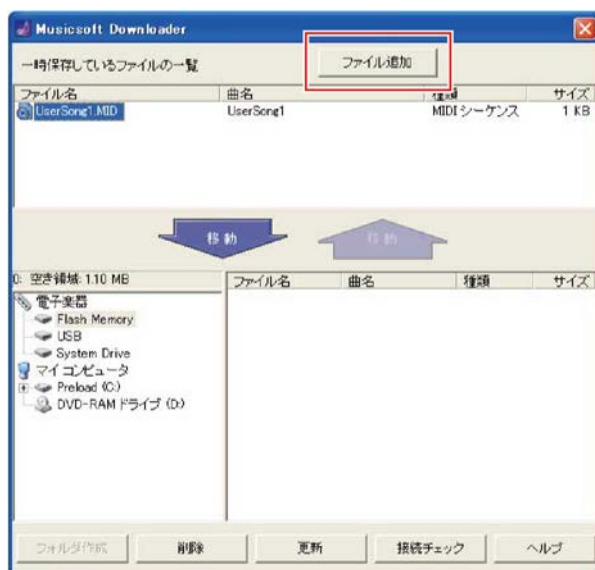 Musicsoft Downloader
一時保存しているファイルの一覧
ファイル追加
ファイル名 曲名 種類 サイズ
UserSong1.MID UserSong1 MIDI シーケンス 1 KB
移動 移動
空き領域: 1.10 MB
ファイル名 曲名 種類 サイズ
電子楽器
Flash Memory
USB
System Drive
マイ コンピュータ
Preload (C:)
DVD-RAM ドライブ (D:)
フォルダ作成 削除 更新 接続チェック ヘルプ